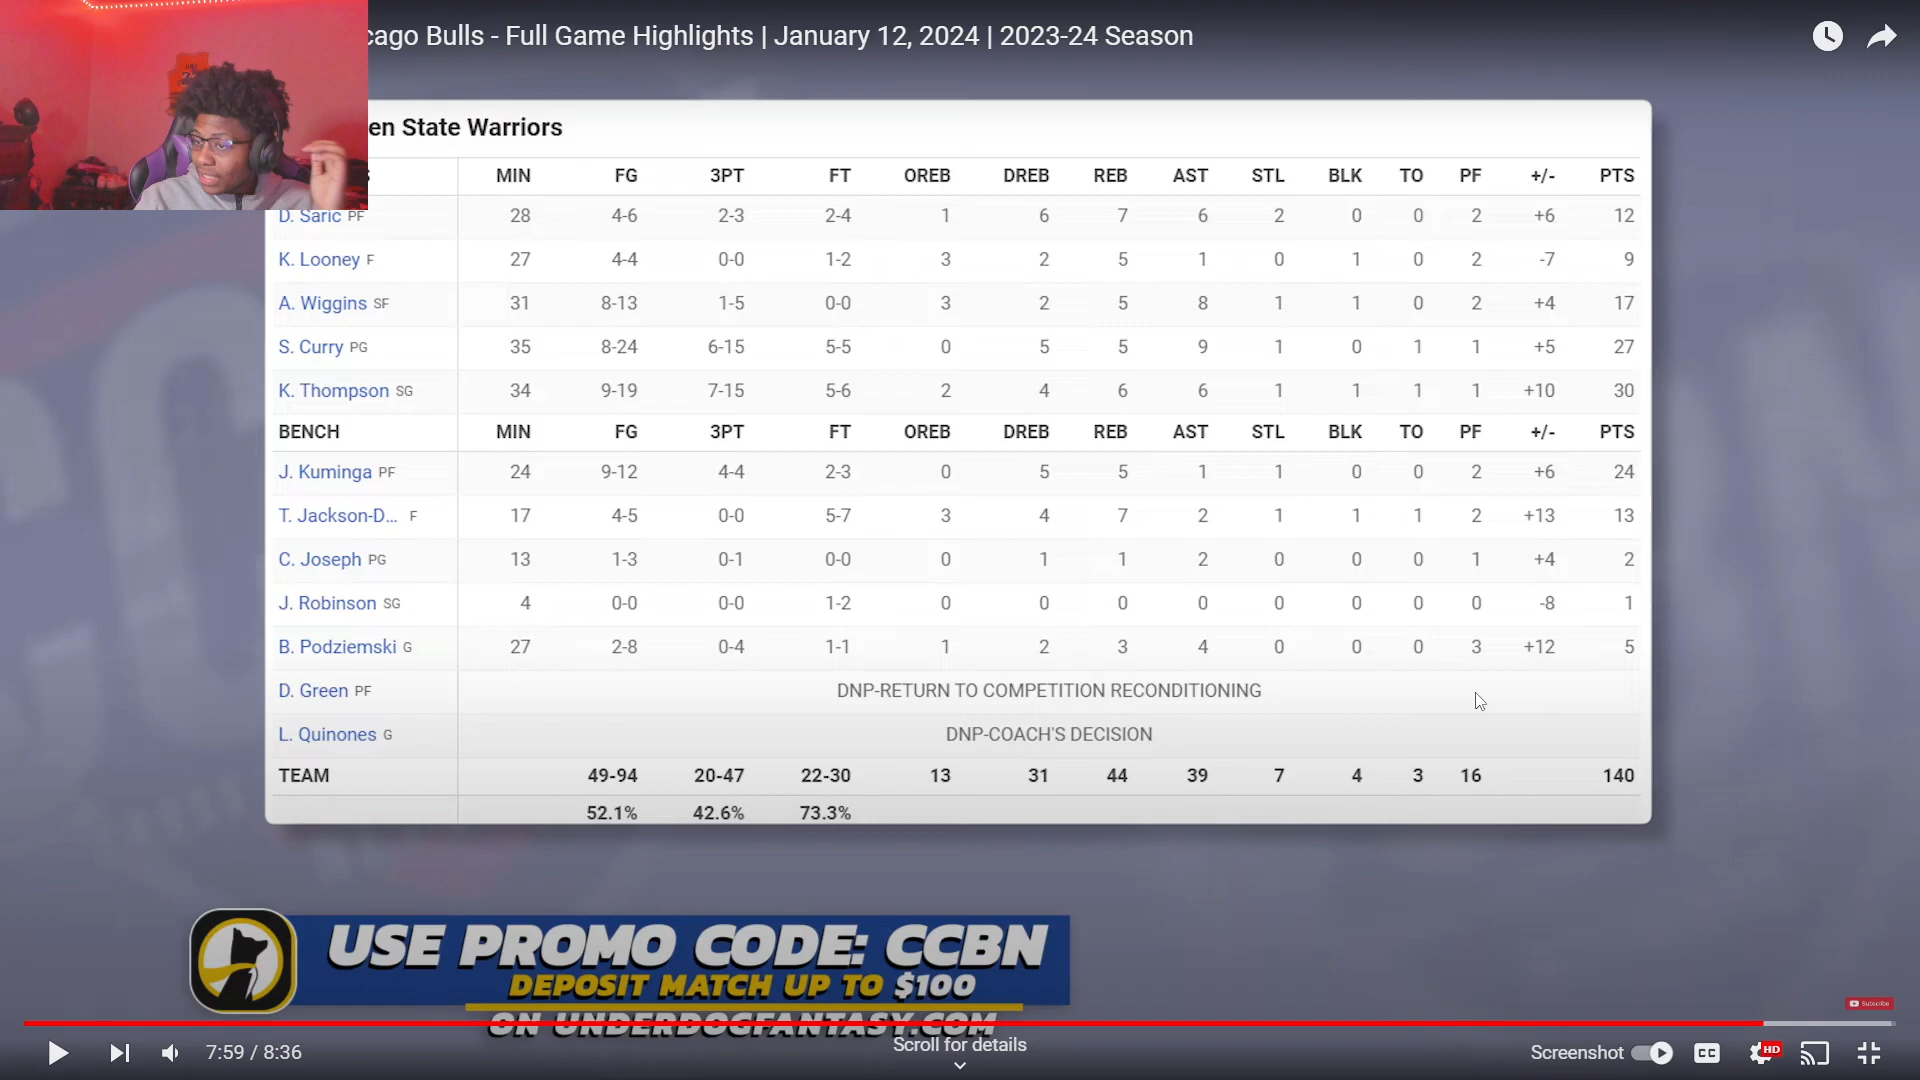 cago Bulls - Full Game Highlights | January 12, 2024 | 2023-24 Season
en State Warriors
S MIN FG 3PT FT OREB DREB REB AST STL BLK TO PF +/- PTS
D. Saric PF 28 4-6 2-3 2-4 1 6 7 6 2 0 0 2 +6 12
K. Looney F 27 4-4 0-0 1-2 3 2 5 1 0 1 0 2 -7 9
A. Wiggins SF 31 8-13 1-5 0-0 3 2 5 8 1 1 0 2 +4 17
S. Curry PG 35 8-24 6-15 5-5 0 5 5 9 1 0 1 1 +5 27
K. Thompson SG 34 9-19 7-15 5-6 2 4 6 6 1 1 1 1 +10 30
BENCH MIN FG 3PT FT OREB DREB REB AST STL BLK TO PF +/- PTS
J. Kuminga PF 24 9-12 4-4 2-3 0 5 5 1 1 0 0 2 +6 24
T. Jackson-D... F 17 4-5 0-0 5-7 3 4 7 2 1 1 1 2 +13 13
C. Joseph PG 13 1-3 0-1 0-0 0 1 1 2 0 0 0 1 +4 2
J. Robinson SG 4 0-0 0-0 1-2 0 0 0 0 0 0 0 0 -8 1
B. Podziemski G 27 2-8 0-4 1-1 1 2 3 4 0 0 0 3 +12 5
D. Green PF DNP-RETURN TO COMPETITION RECONDITIONING
L. Quinones G DNP-COACH'S DECISION
TEAM 49-94 20-47 22-30 13 31 44 39 7 4 3 16 140
52.1% 42.6% 73.3%
USE PROMO CODE: CCBN
DEPOSIT MATCH UP TO $100
ON UNDERDOGFANTASY.COM
Subscribe
Scroll for details
7:59 / 8:36
Screenshot
CC
HD